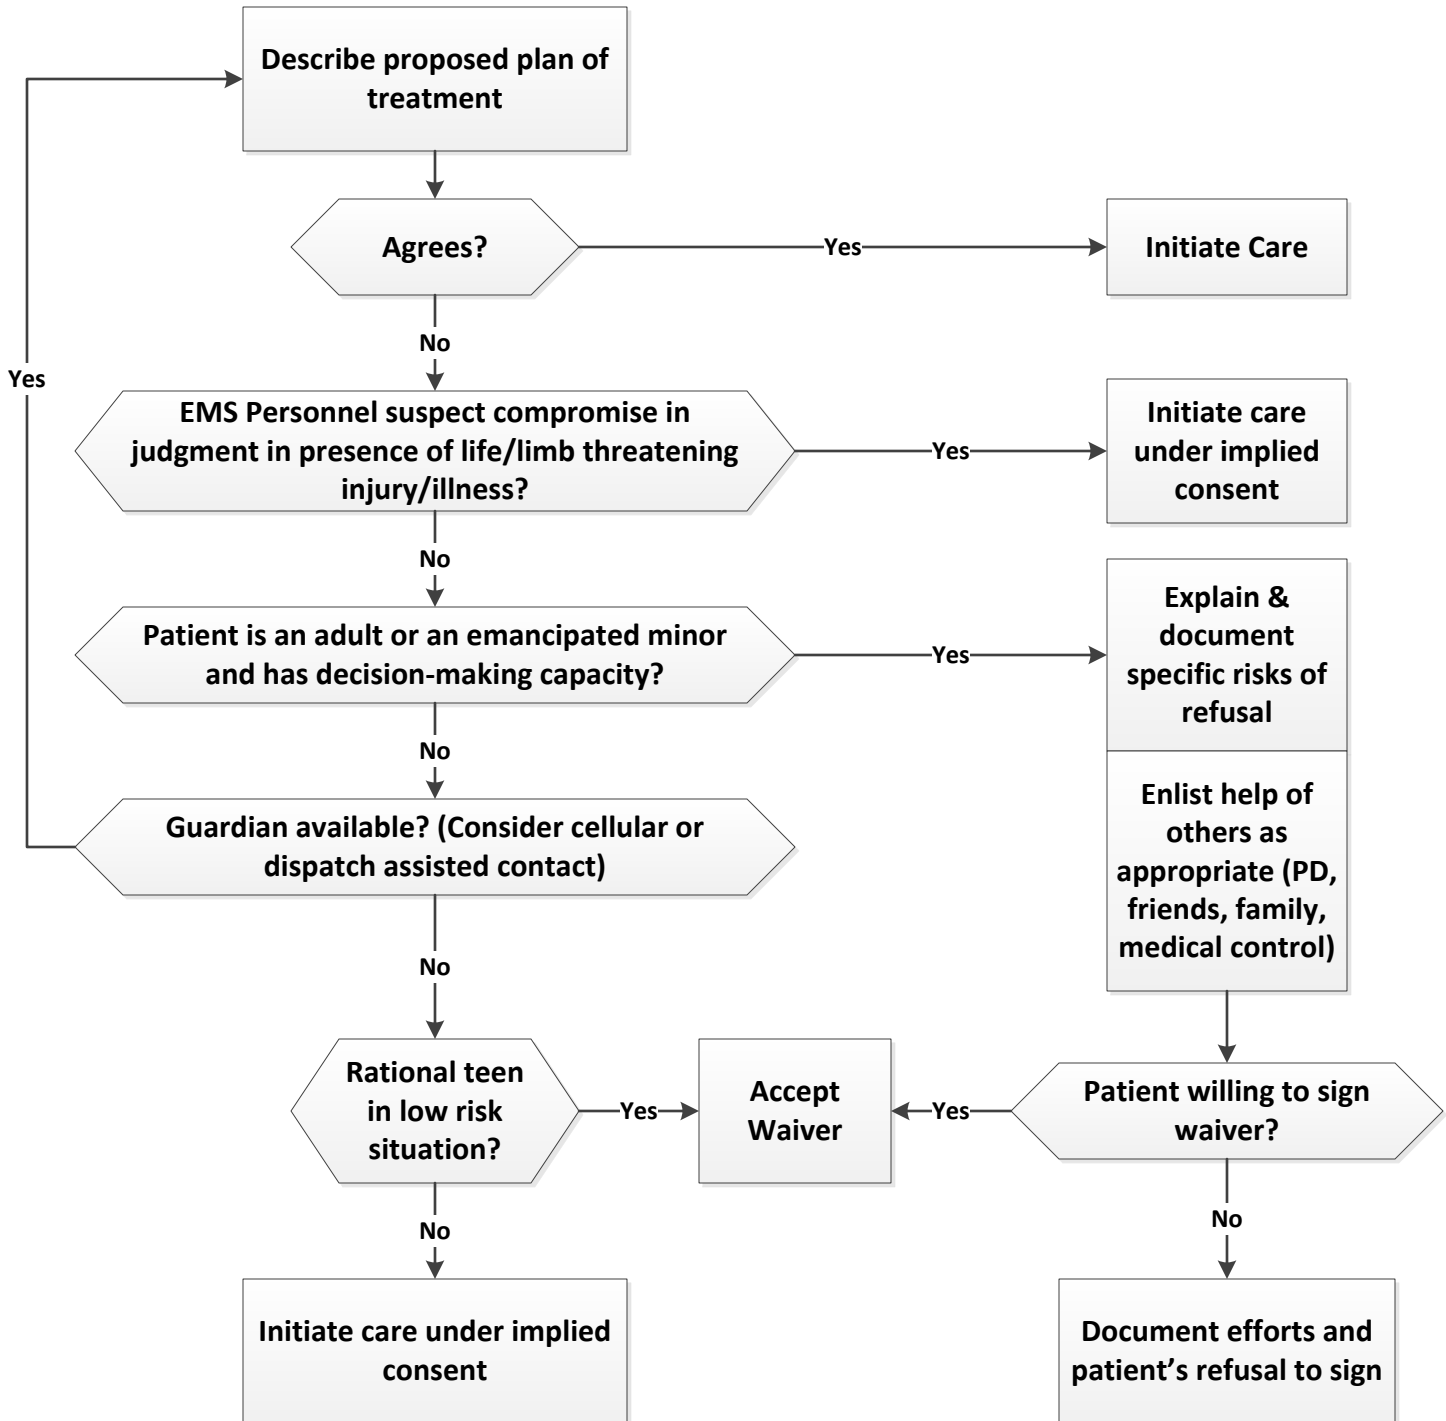 Describe proposed plan of
treatment
Agrees?
Yes
Initiate Care
No
Yes
EMS Personnel suspect compromise in
judgment in presence of life/limb threatening
injury/illness?
Yes
Initiate care
under implied
consent
No
Patient is an adult or an emancipated minor
and has decision-making capacity?
Yes
Explain &
document
specific risks of
refusal
No
Guardian available? (Consider cellular or
dispatch assisted contact)
Enlist help of
others as
appropriate (PD,
friends, family,
medical control)
No
Rational teen
in low risk
situation?
Yes
Accept
Waiver
Yes
Patient willing to sign
waiver?
No
No
Initiate care under implied
consent
Document efforts and
patient’s refusal to sign